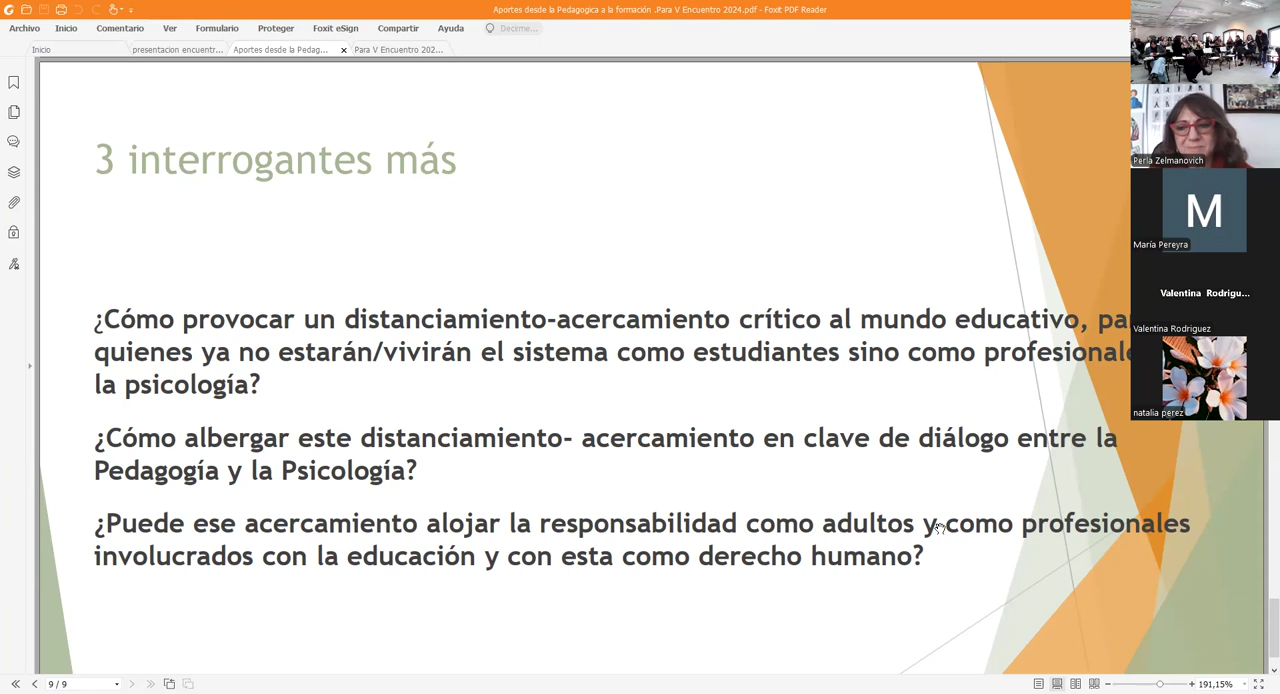 Aportes desde la Pedagogica a la formación .Para V Encuentro 2024.pdf - Foxit PDF Reader
Archivo Inicio Comentario Ver Formulario Proteger Foxit eSign Compartir Ayuda Decirme...
Inicio presentacion encuentr... Aportes desde la Pedag... Para V Encuentro 202...
3 interrogantes más
¿Cómo provocar un distanciamiento-acercamiento crítico al mundo educativo,
quienes ya no estarán/vivirán el sistema como estudiantes sino como
la psicología?
¿Cómo albergar este distanciamiento- acercamiento en clave de diálogo entre la
Pedagogía y la Psicología?
¿Puede ese acercamiento alojar la responsabilidad como adultos y como profesionales
involucrados con la educación y con esta como derecho humano?
Perla Zelmanovich
M
María Pereyra
Valentina Rodrigu...
Valentina Rodriguez
natalia perez
9 / 9
191,15%